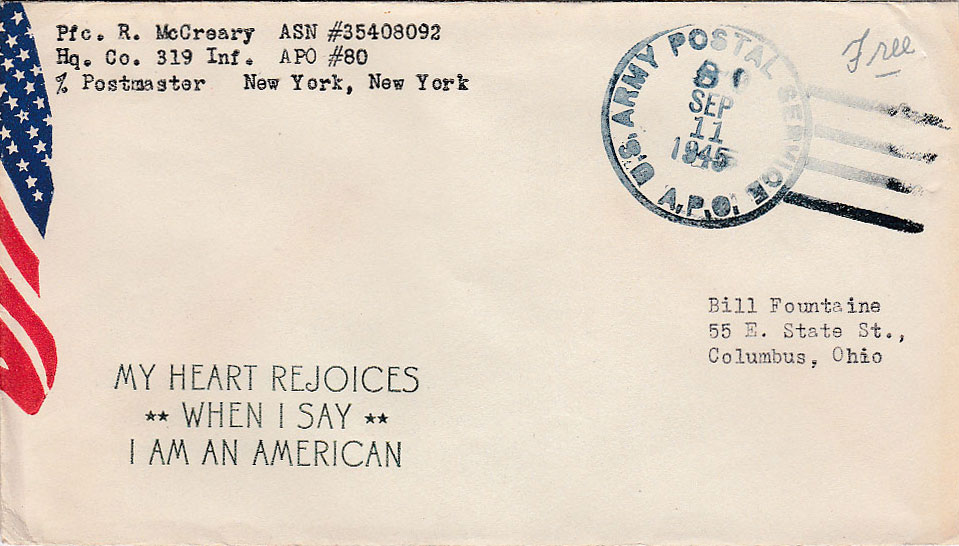 Pfc. R. McCreary ASN #35408092
Hq. Co. 319 Inf. APO #80
% Postmaster New York, New York
U.S. ARMY POSTAL SERVICE
A.P.O.
80
SEP
11
1945
Free
Bill Fountaine
55 E. State St.,
Columbus, Ohio
MY HEART REJOICES
★★ WHEN I SAY ★★
I AM AN AMERICAN